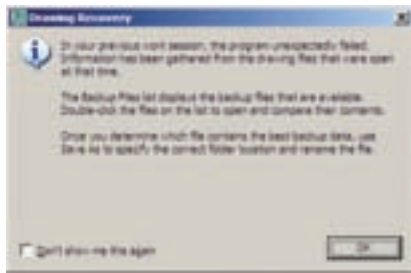 Drawing Recovery
In your previous work session, the program unexpectedly failed.
Information has been gathered from the drawing files that were open
at that time.
The Backup Files list displays the backup files that are available.
Double-click the files on the list to open and compare their contents.
Once you determine which file contains the best backup data, use
Save As to specify the correct folder location and rename the file.
Don't show me this again
OK